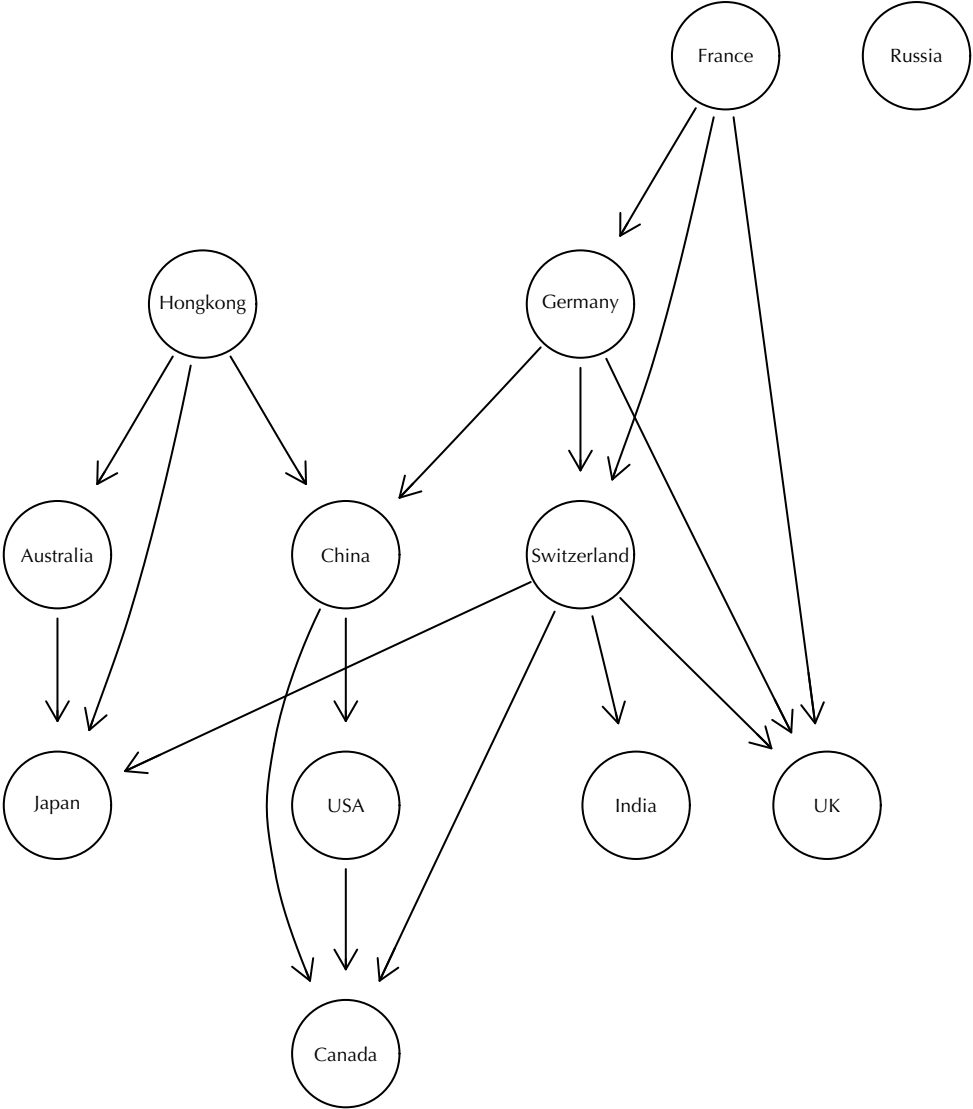 France
Russia
Hongkong
Germany
Australia
China
Switzerland
Japan
USA
India
UK
Canada